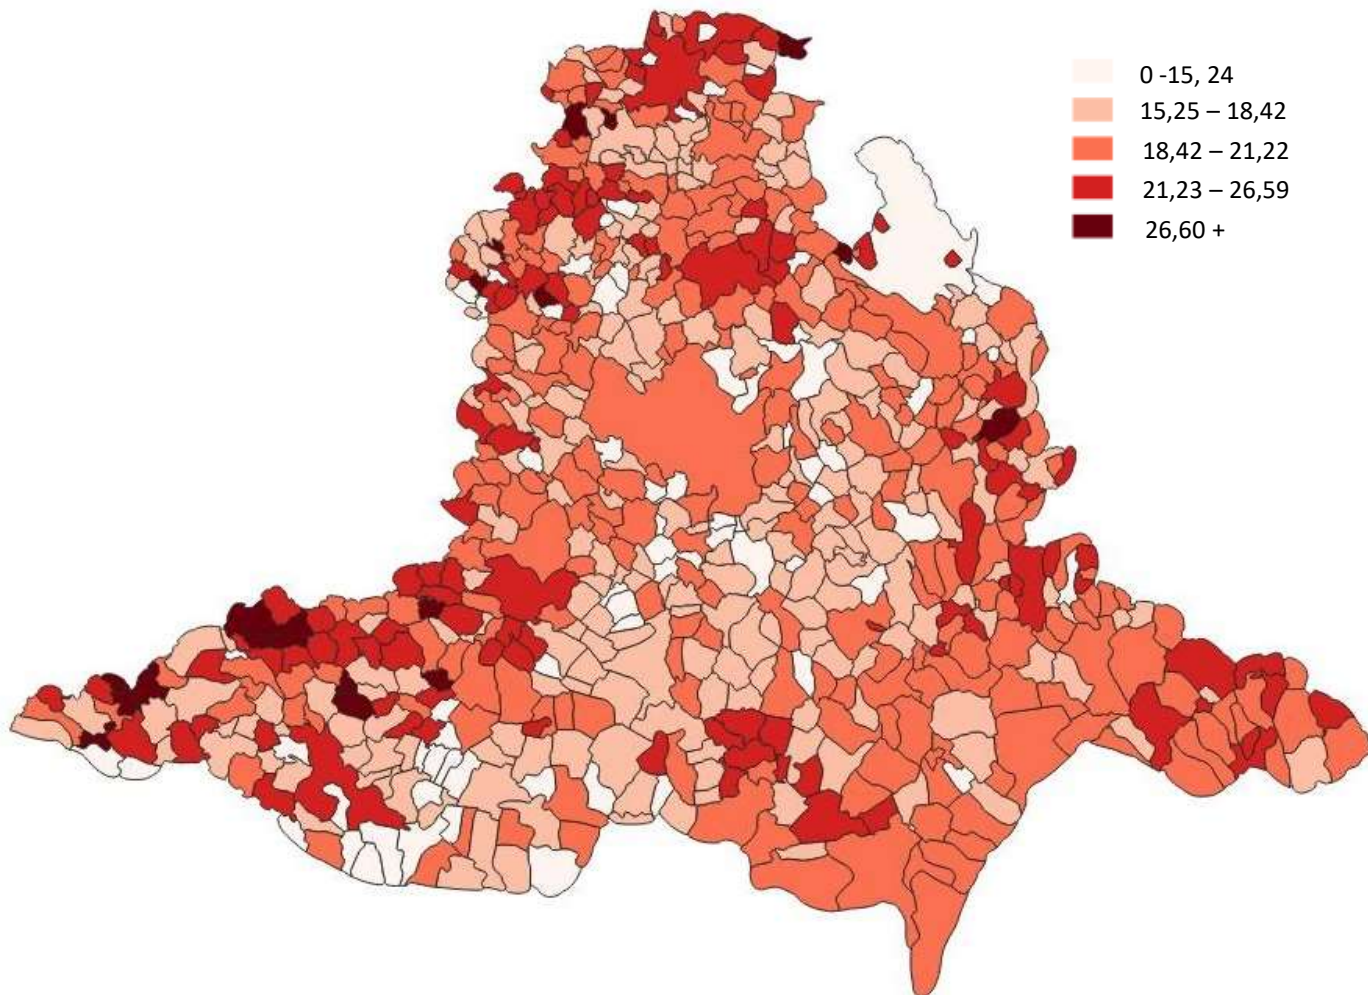 0 -15, 24
15,25 – 18,42
18,42 – 21,22
21,23 – 26,59
26,60 +